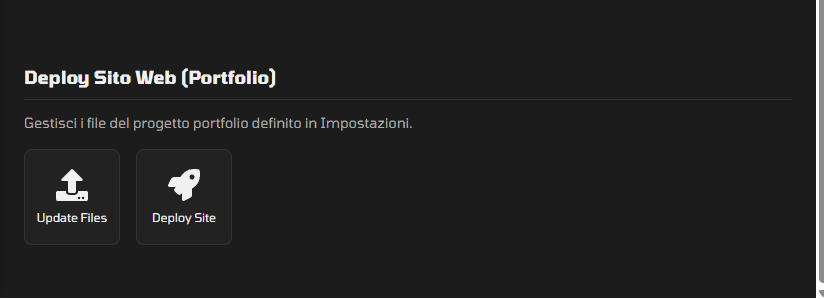 Deploy Sito Web (Portfolio)
Gestisci i file del progetto portfolio definito in Impostazioni.
Update Files
Deploy Site